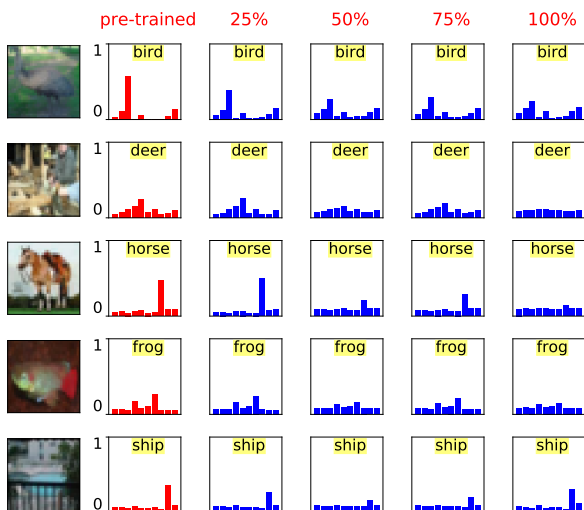 pre-trained 25% 50% 75% 100%
1 bird bird bird bird bird
0
1 deer deer deer deer deer
0
1 horse horse horse horse horse
0
1 frog frog frog frog frog
0
1 ship ship ship ship ship
0